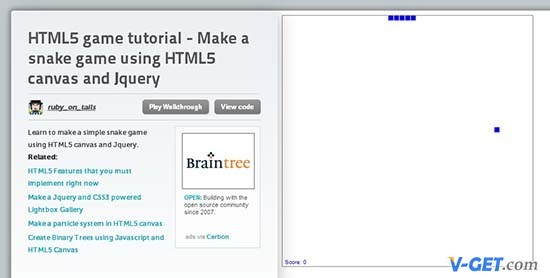 HTML5 game tutorial - Make a
snake game using HTML5
canvas and Jquery
ruby_on_tails
Play Walkthrough
View code
Learn to make a simple snake game
using HTML5 canvas and Jquery.
Related:
HTML5 Features that you must
implement right now
Make a Jquery and CSS3 powered
Lightbox Gallery
Make a particle system in HTML5 canvas
Create Binary Trees using Javascript and
HTML5 Canvas
Braintree
OPEN: Building with the
open source community
since 2007.
ads via Carbon
Score: 0
V-GET.com